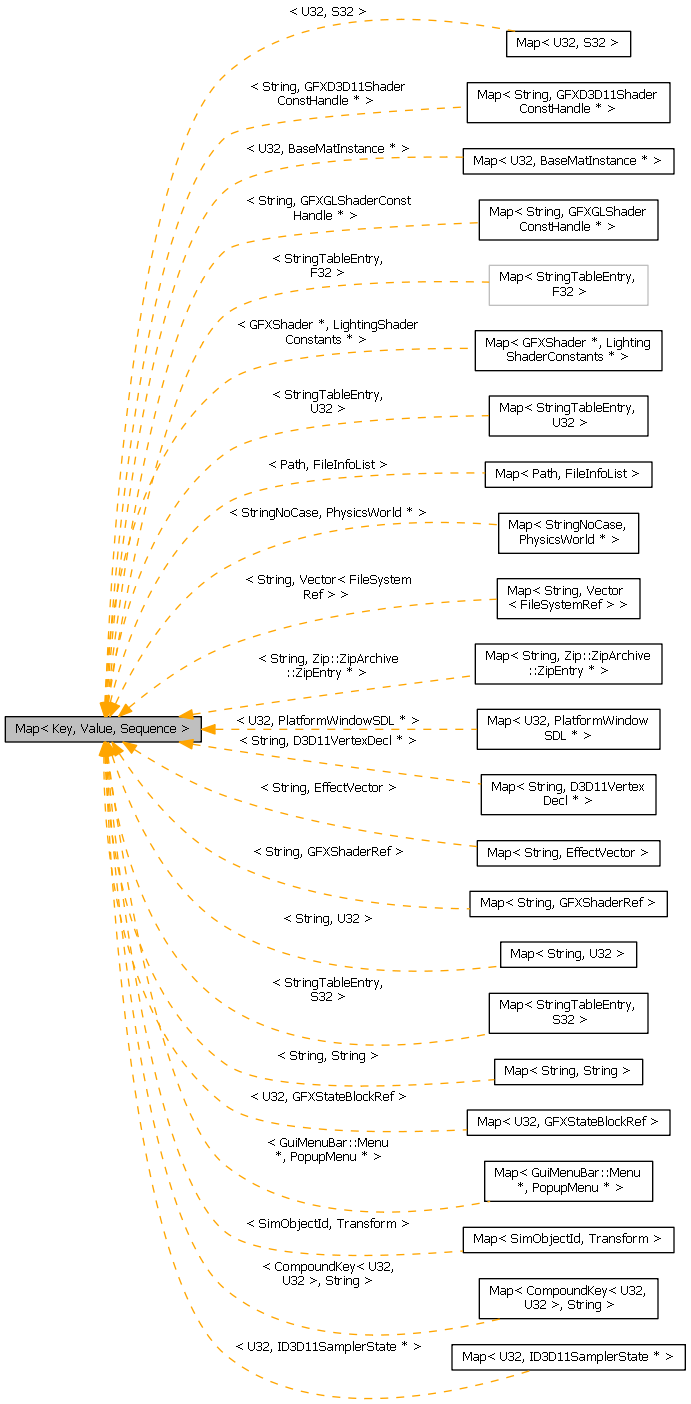 < U32, S32 >
Map< U32, S32 >
< String, GFXD3D11Shader
ConstHandle * >
Map< String, GFXD3D11Shader
ConstHandle * >
< U32, BaseMatInstance * >
Map< U32, BaseMatInstance * >
< String, GFXGLShaderConst
Handle * >
Map< String, GFXGLShader
ConstHandle * >
< StringTableEntry,
F32 >
Map< StringTableEntry,
F32 >
< GFXShader *, LightingShader
Constants * >
Map< GFXShader *, Lighting
ShaderConstants * >
< StringTableEntry,
U32 >
Map< StringTableEntry,
U32 >
< Path, FileInfoList >
Map< Path, FileInfoList >
< StringNoCase, PhysicsWorld * >
Map< StringNoCase,
PhysicsWorld * >
< String, Vector< FileSystem
Ref > >
Map< String, Vector
< FileSystemRef > >
< String, Zip::ZipArchive
::ZipEntry * >
Map< String, Zip::ZipArchive
::ZipEntry * >
Map< Key, Value, Sequence >
< U32, PlatformWindowSDL * >
Map< U32, PlatformWindow
SDL * >
< String, D3D11VertexDecl * >
Map< String, D3D11Vertex
Decl * >
< String, EffectVector >
Map< String, EffectVector >
< String, GFXShaderRef >
Map< String, GFXShaderRef >
< String, U32 >
Map< String, U32 >
< StringTableEntry,
S32 >
Map< StringTableEntry,
S32 >
< String, String >
Map< String, String >
< U32, GFXStateBlockRef >
Map< U32, GFXStateBlockRef >
< GuiMenuBar::Menu
*, PopupMenu * >
Map< GuiMenuBar::Menu
*, PopupMenu * >
< SimObjectId, Transform >
Map< SimObjectId, Transform >
< CompoundKey< U32,
U32 >, String >
Map< CompoundKey< U32,
U32 >, String >
< U32, ID3D11SamplerState * >
Map< U32, ID3D11SamplerState * >